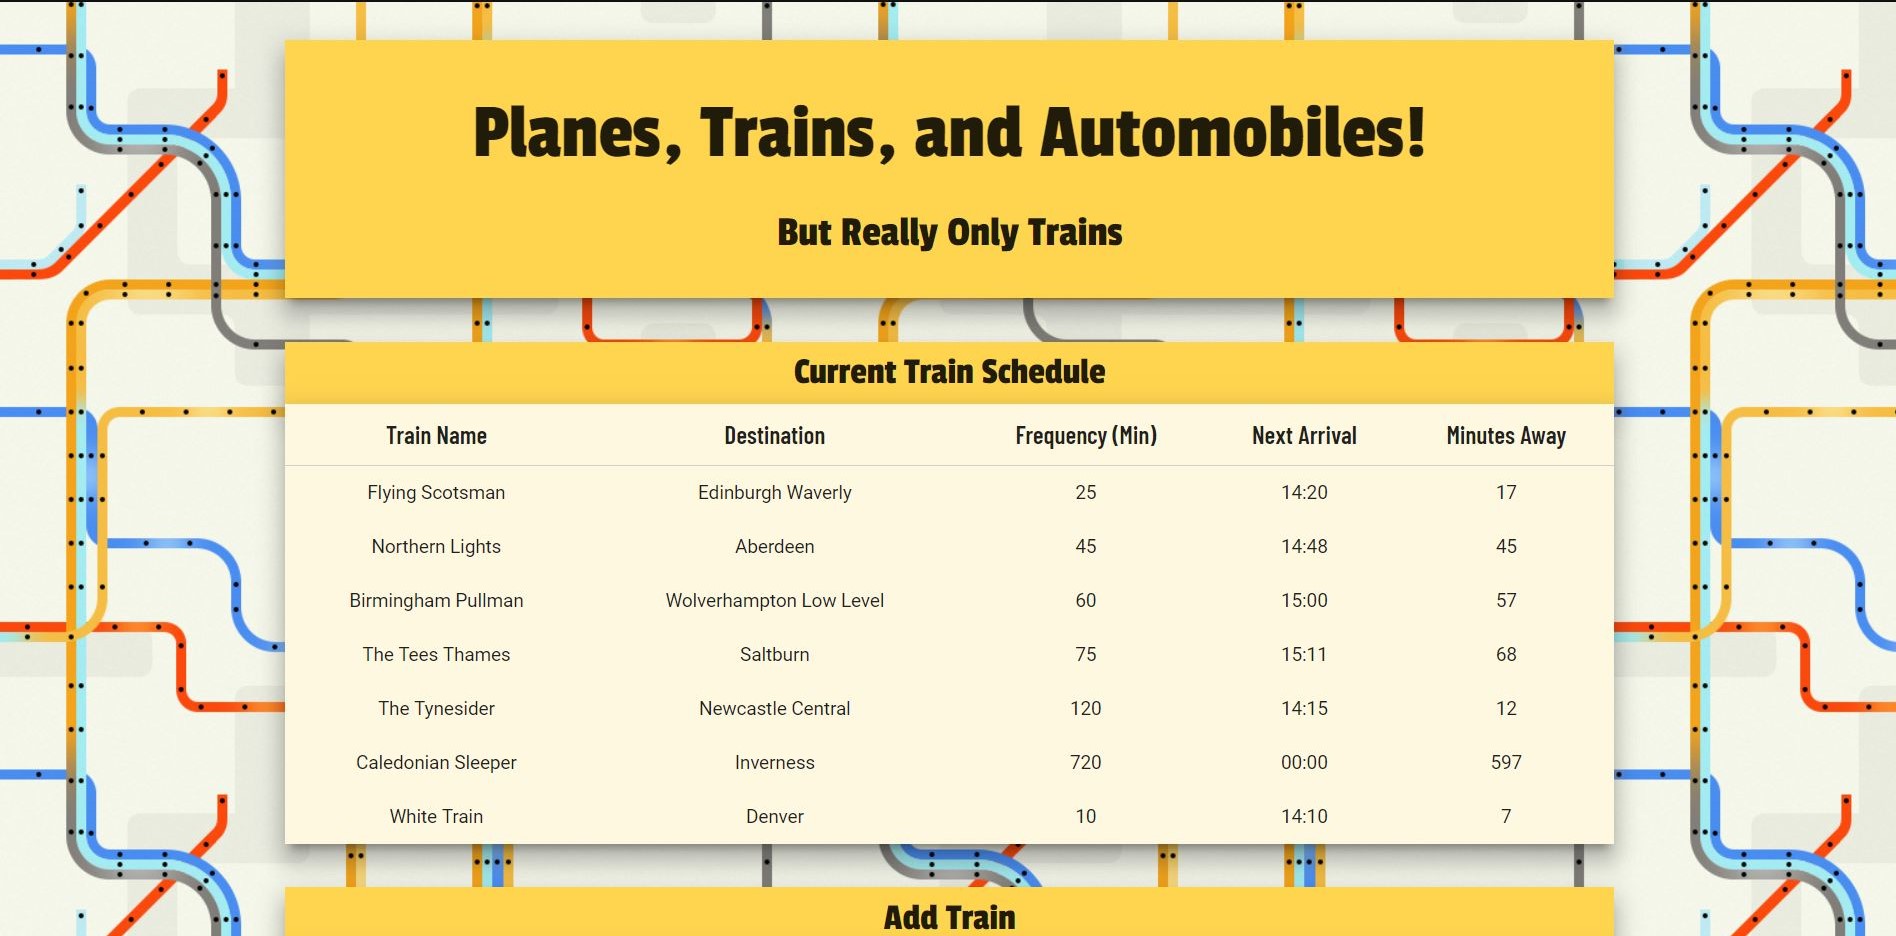 Planes, Trains, and Automobiles!
But Really Only Trains
Current Train Schedule
Train Name Destination Frequency (Min) Next Arrival Minutes Away
Flying Scotsman Edinburgh Waverly 25 14:20 17
Northern Lights Aberdeen 45 14:48 45
Birmingham Pullman Wolverhampton Low Level 60 15:00 57
The Tees Thames Saltburn 75 15:11 68
The Tynesider Newcastle Central 120 14:15 12
Caledonian Sleeper Inverness 720 00:00 597
White Train Denver 10 14:10 7
Add Train